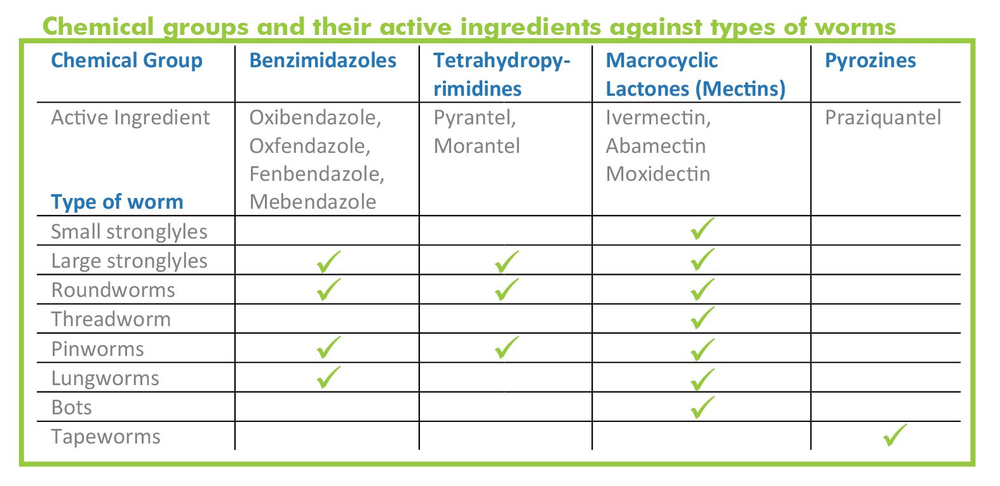 Chemical groups and their active ingredients against types of worms
Chemical Group Benzimidazoles Tetrahydropy- Macrocyclic Pyrozines
rimidines Lactones (Mectins)
Active Ingredient Oxibendazole, Pyrantel, Ivermectin, Praziquantel
Oxfendazole, Morantel Abamectin
Fenbendazole, Moxidectin
Type of worm Mebendazole
Small stronglyles ✓
Large stronglyles ✓ ✓ ✓
Roundworms ✓ ✓ ✓
Threadworm ✓
Pinworms ✓ ✓ ✓
Lungworms ✓ ✓
Bots ✓
Tapeworms ✓